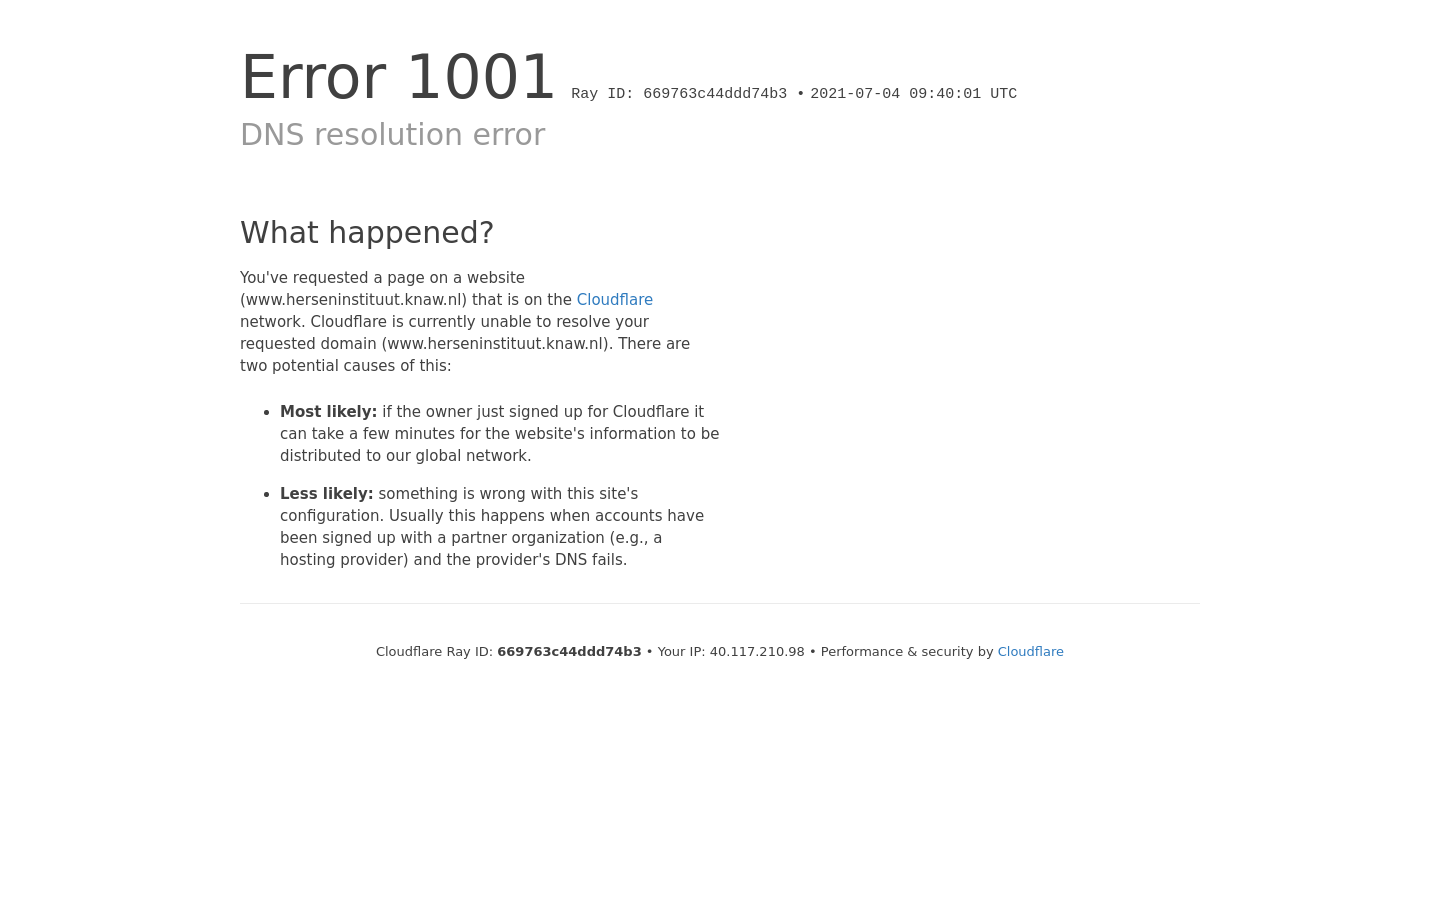 Error 1001 Ray ID: 669763c44ddd74b3 • 2021-07-04 09:40:01 UTC
DNS resolution error
What happened?
You've requested a page on a website
(www.herseninstituut.knaw.nl) that is on the Cloudflare
network. Cloudflare is currently unable to resolve your
requested domain (www.herseninstituut.knaw.nl). There are
two potential causes of this:
• Most likely: if the owner just signed up for Cloudflare it
can take a few minutes for the website's information to be
distributed to our global network.
• Less likely: something is wrong with this site's
configuration. Usually this happens when accounts have
been signed up with a partner organization (e.g., a
hosting provider) and the provider's DNS fails.
Cloudflare Ray ID: 669763c44ddd74b3 • Your IP: 40.117.210.98 • Performance & security by Cloudflare